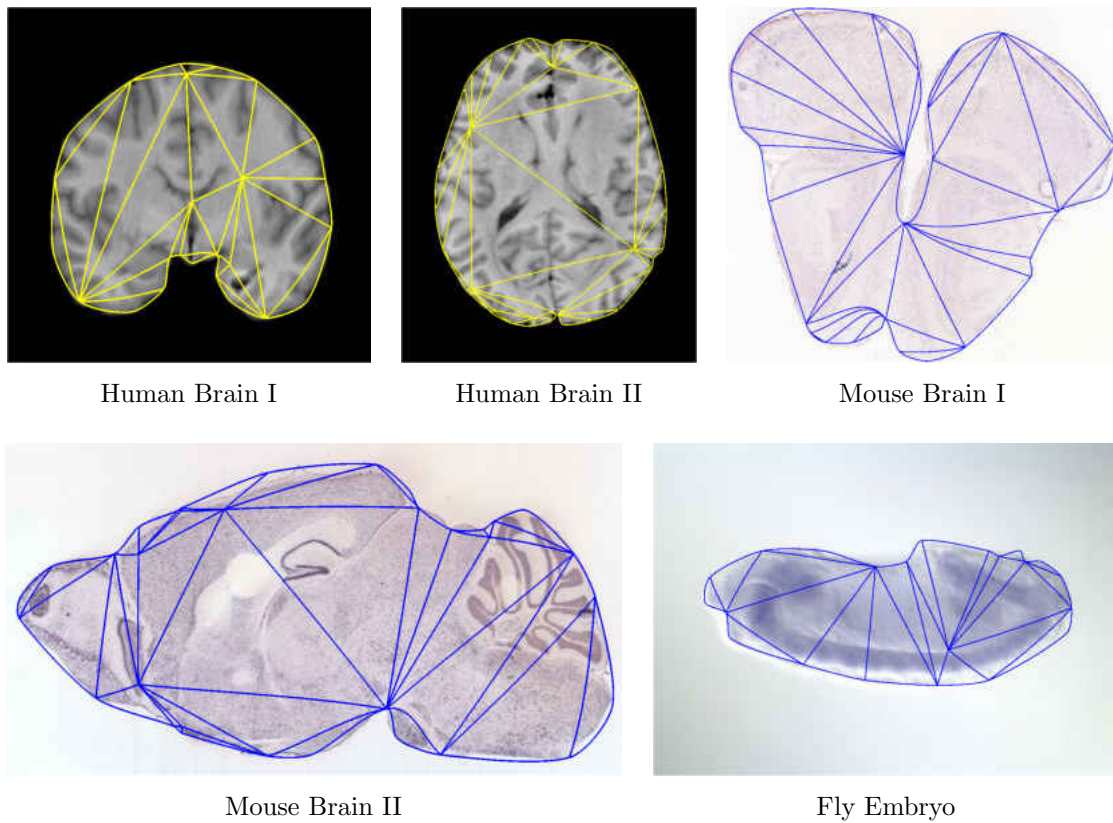 Human Brain I
Human Brain II
Mouse Brain I
Mouse Brain II
Fly Embryo